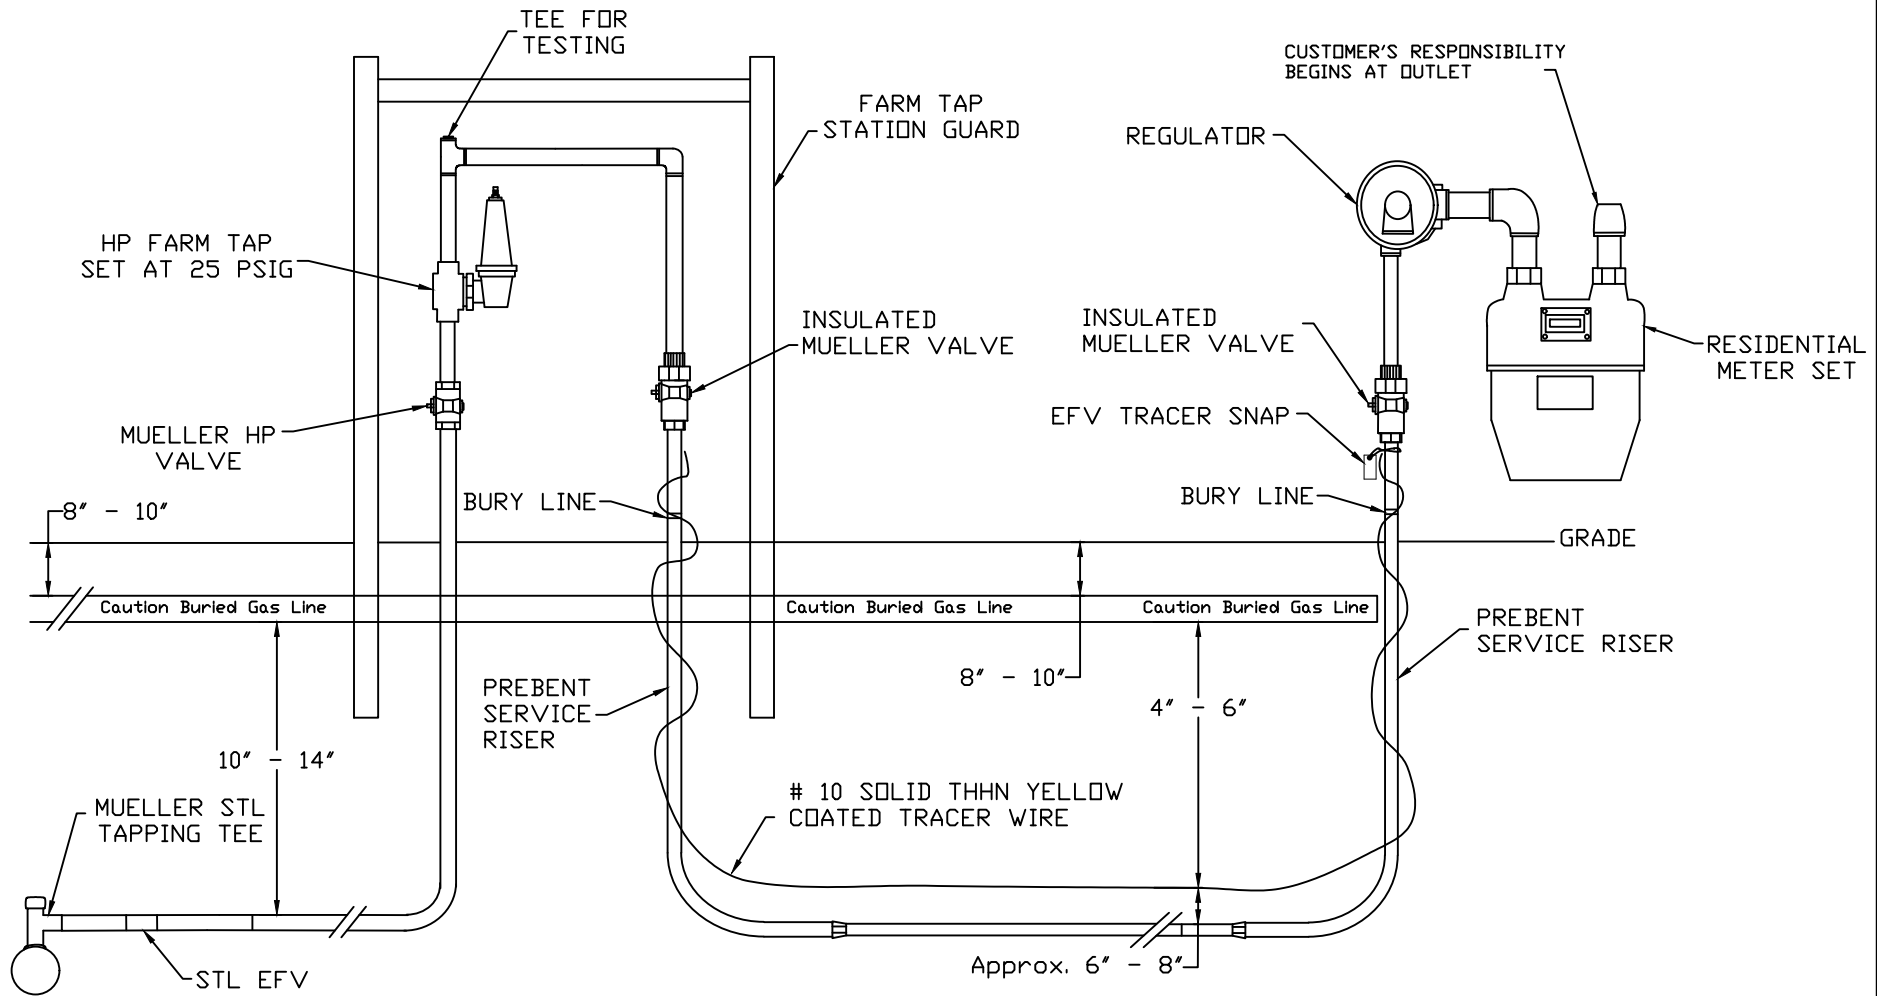 TEE FOR
TESTING
CUSTOMER'S RESPONSIBILITY
BEGINS AT OUTLET
FARM TAP
STATION GUARD
REGULATOR
HP FARM TAP
SET AT 25 PSIG
INSULATED
MUELLER VALVE
INSULATED
MUELLER VALVE
RESIDENTIAL
METER SET
EFV TRACER SNAP
MUELLER HP
VALVE
BURY LINE
BURY LINE
8" - 10"
GRADE
Caution Buried Gas Line
Caution Buried Gas Line
Caution Buried Gas Line
PREBENT
SERVICE RISER
8" - 10"
PREBENT
SERVICE
RISER
4" - 6"
10" - 14"
# 10 SOLID THHN YELLOW
COATED TRACER WIRE
MUELLER STL
TAPPING TEE
Approx. 6" - 8"
STL EFV